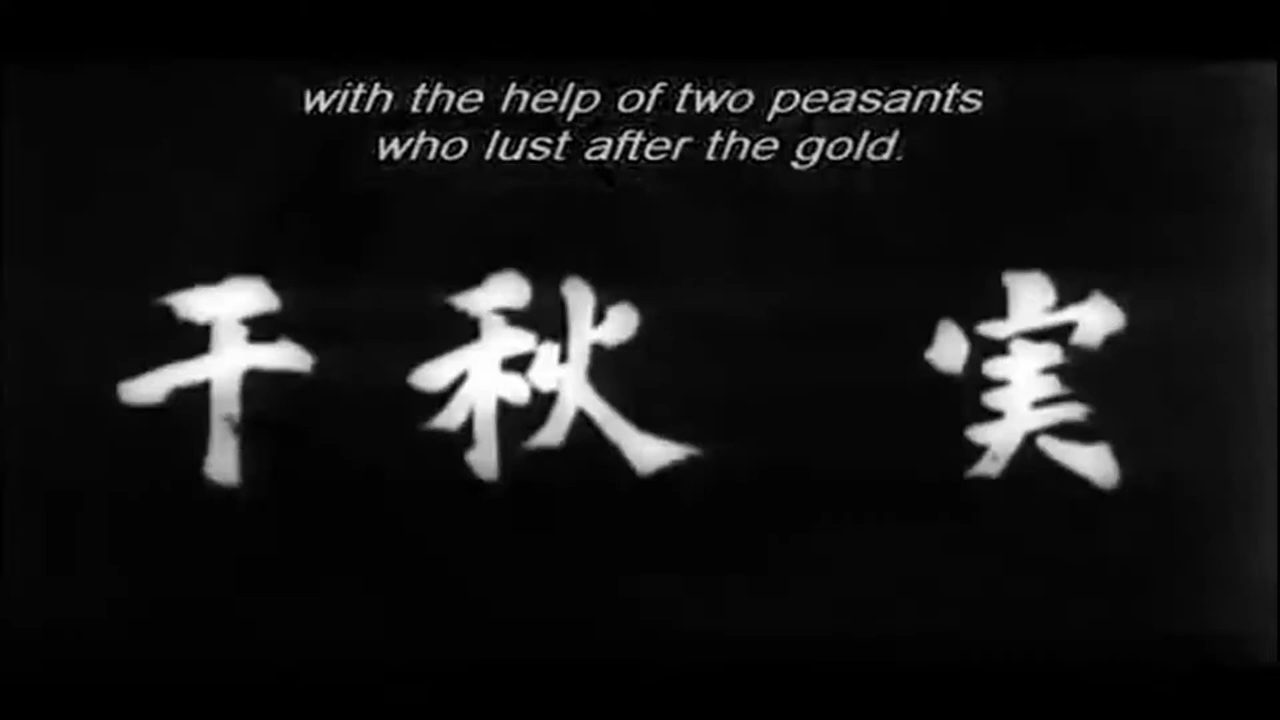 with the help of two peasants
who lust after the gold.
千秋 実